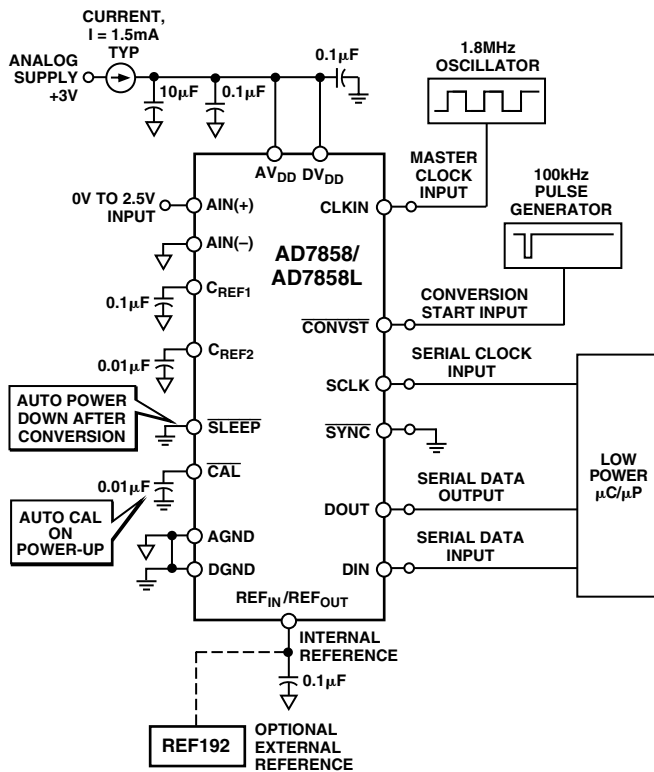 CURRENT,
I = 1.5mA
TYP
ANALOG
SUPPLY
+3V
10μF
0.1μF
0.1μF
1.8MHz
OSCILLATOR
AVDD DVDD
MASTER
CLOCK
INPUT
0V TO 2.5V
INPUT
AIN(+)
CLKIN
100kHz
PULSE
GENERATOR
AIN(–)
AD7858/
AD7858L
CREF1
0.1μF
CONVERSION
START INPUT
CONVST
CREF2
0.01μF
SERIAL CLOCK
INPUT
SCLK
AUTO POWER
DOWN AFTER
CONVERSION
SLEEP
SYNC
LOW
POWER
μC/μP
CAL
0.01μF
SERIAL DATA
OUTPUT
DOUT
AUTO CAL
ON
POWER-UP
AGND
SERIAL DATA
INPUT
DGND
DIN
REFIN/REFOUT
INTERNAL
REFERENCE
0.1μF
REF192
OPTIONAL
EXTERNAL
REFERENCE